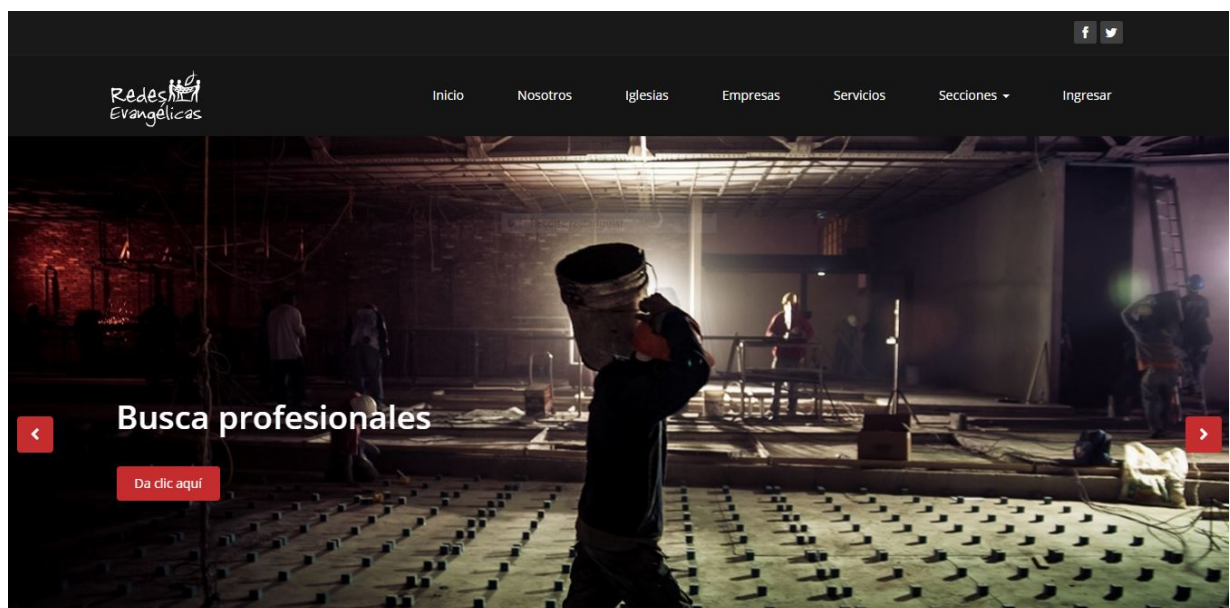 Redes
Evangélicas
Inicio Nosotros Iglesias Empresas Servicios Secciones Ingresar
Busca profesionales
Da clic aquí